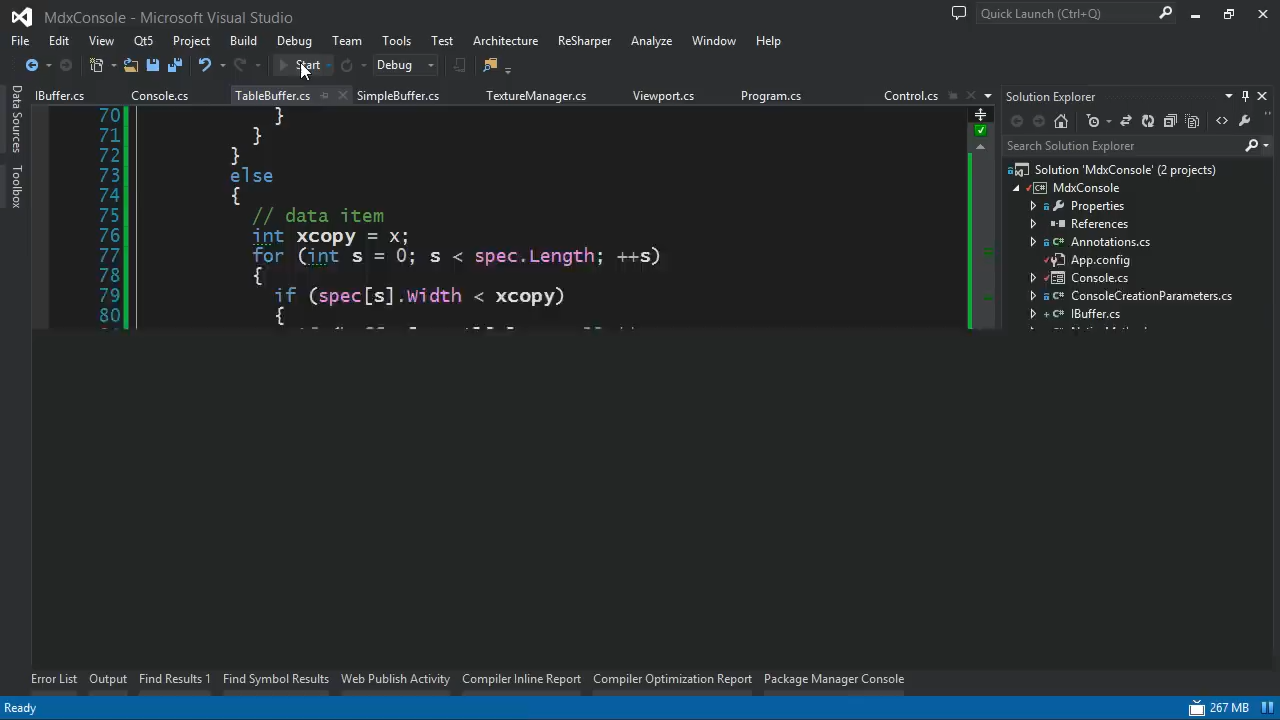 MdxConsole - Microsoft Visual Studio
Quick Launch (Ctrl+Q)
File Edit View Qt5 Project Build Debug Team Tools Test Architecture ReSharper Analyze Window Help
Start Debug
IBuffer.cs Console.cs TableBuffer.cs SimpleBuffer.cs TextureManager.cs Viewport.cs Program.cs Control.cs
Solution Explorer
Search Solution Explorer
Data Sources
Toolbox
70 }
71 }
72 }
73 else
74 {
75 // data item
76 int xcopy = x;
77 for (int s = 0; s < spec.Length; ++s)
78 {
79 if (spec[s].Width < xcopy)
80 {
Solution 'MdxConsole' (2 projects)
MdxConsole
Properties
References
Annotations.cs
App.config
Console.cs
ConsoleCreationParameters.cs
IBuffer.cs
Error List Output Find Results 1 Find Symbol Results Web Publish Activity Compiler Inline Report Compiler Optimization Report Package Manager Console
Ready
267 MB